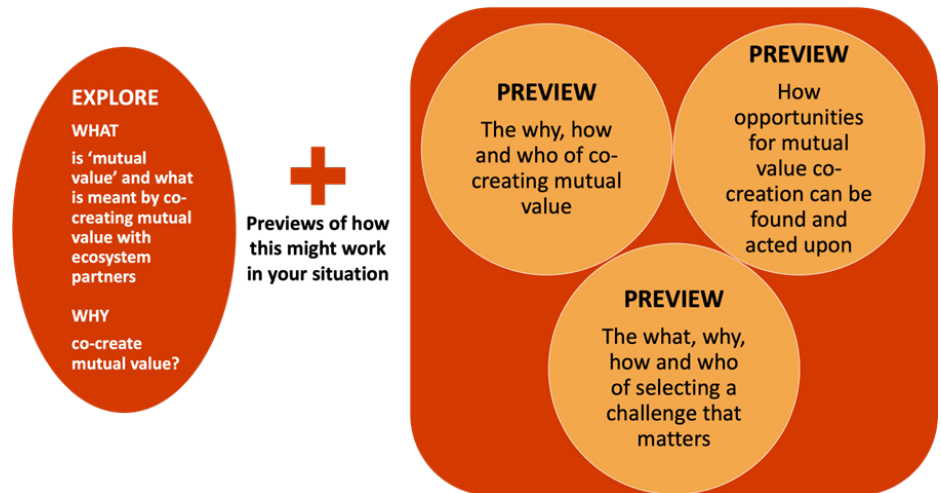 EXPLORE
WHAT
is ‘mutual
value’ and what
is meant by co-
creating mutual
value with
ecosystem
partners
WHY
co-create
mutual value?
Previews of how
this might work
in your situation
PREVIEW
The why, how
and who of co-
creating mutual
value
PREVIEW
How
opportunities
for mutual
value co-
creation can be
found and
acted upon
PREVIEW
The what, why,
how and who
of selecting a
challenge that
matters